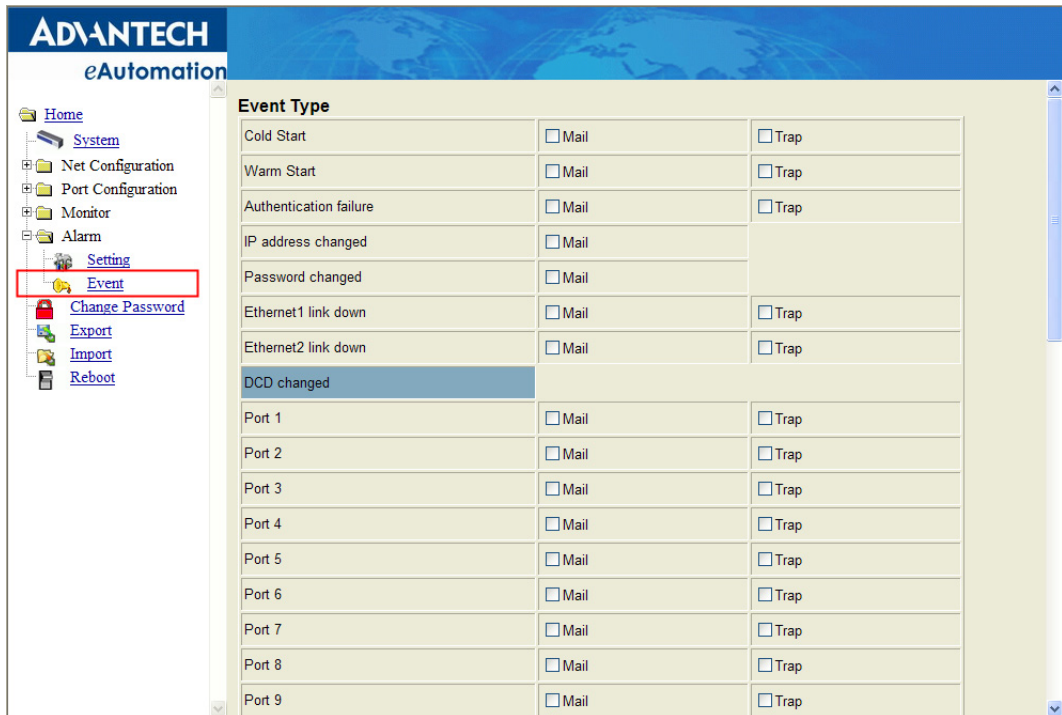 ADVANTECH
eAutomation
Home
System
Net Configuration
Port Configuration
Monitor
Alarm
Setting
Event
Change Password
Export
Import
Reboot
Event Type
Cold Start Mail Trap
Warm Start Mail Trap
Authentication failure Mail Trap
IP address changed Mail
Password changed Mail
Ethernet1 link down Mail Trap
Ethernet2 link down Mail Trap
DCD changed
Port 1 Mail Trap
Port 2 Mail Trap
Port 3 Mail Trap
Port 4 Mail Trap
Port 5 Mail Trap
Port 6 Mail Trap
Port 7 Mail Trap
Port 8 Mail Trap
Port 9 Mail Trap